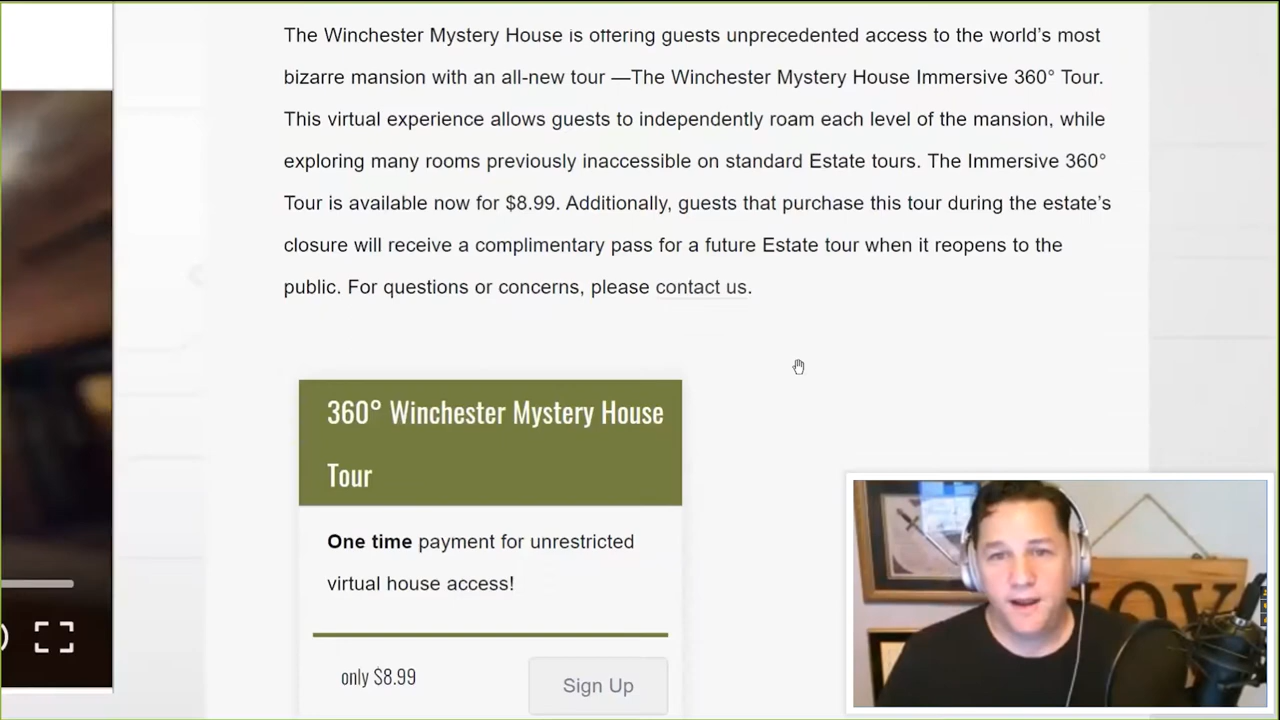 The Winchester Mystery House is offering guests unprecedented access to the world's most
bizarre mansion with an all-new tour —The Winchester Mystery House Immersive 360° Tour.
This virtual experience allows guests to independently roam each level of the mansion, while
exploring many rooms previously inaccessible on standard Estate tours. The Immersive 360°
Tour is available now for $8.99. Additionally, guests that purchase this tour during the estate's
closure will receive a complimentary pass for a future Estate tour when it reopens to the
public. For questions or concerns, please contact us.
360° Winchester Mystery House
Tour
One time payment for unrestricted
virtual house access!
only $8.99
Sign Up